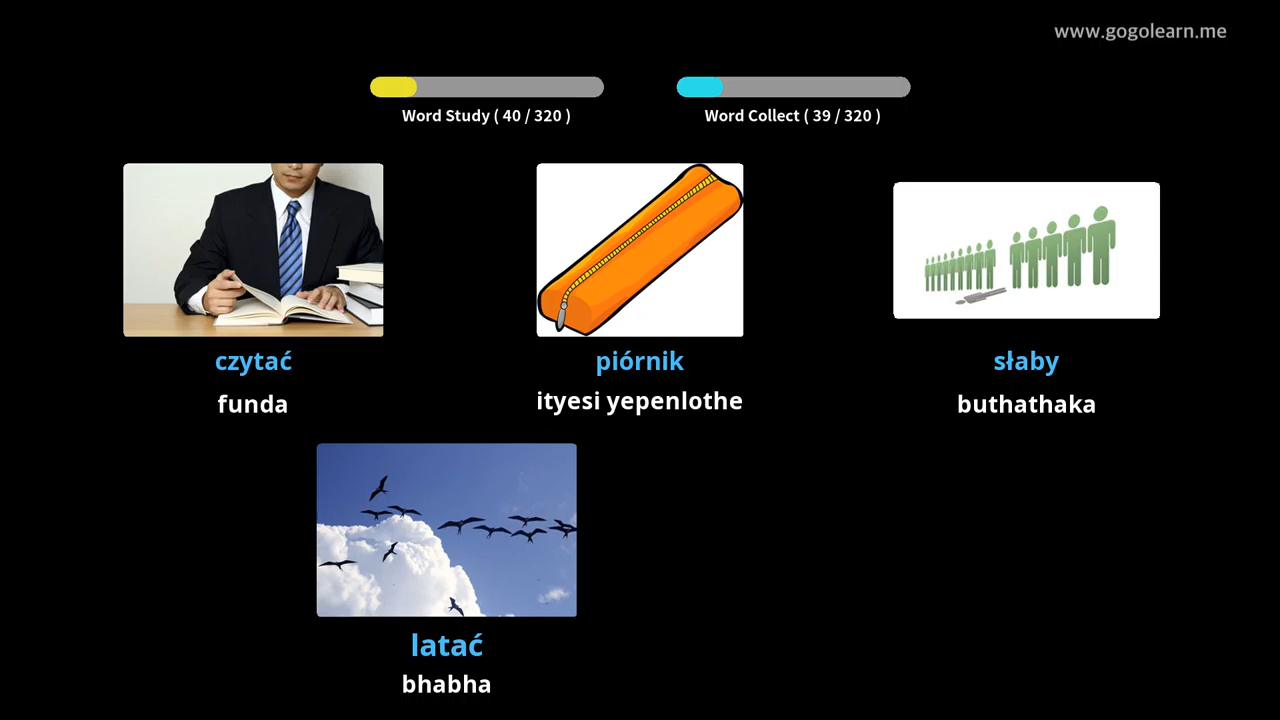 www.gogolearn.me
Word Study ( 40 / 320 )
Word Collect ( 39 / 320 )
czytać
funda
piórnik
ityesi yepenlothe
słaby
buthathaka
latać
bhabha